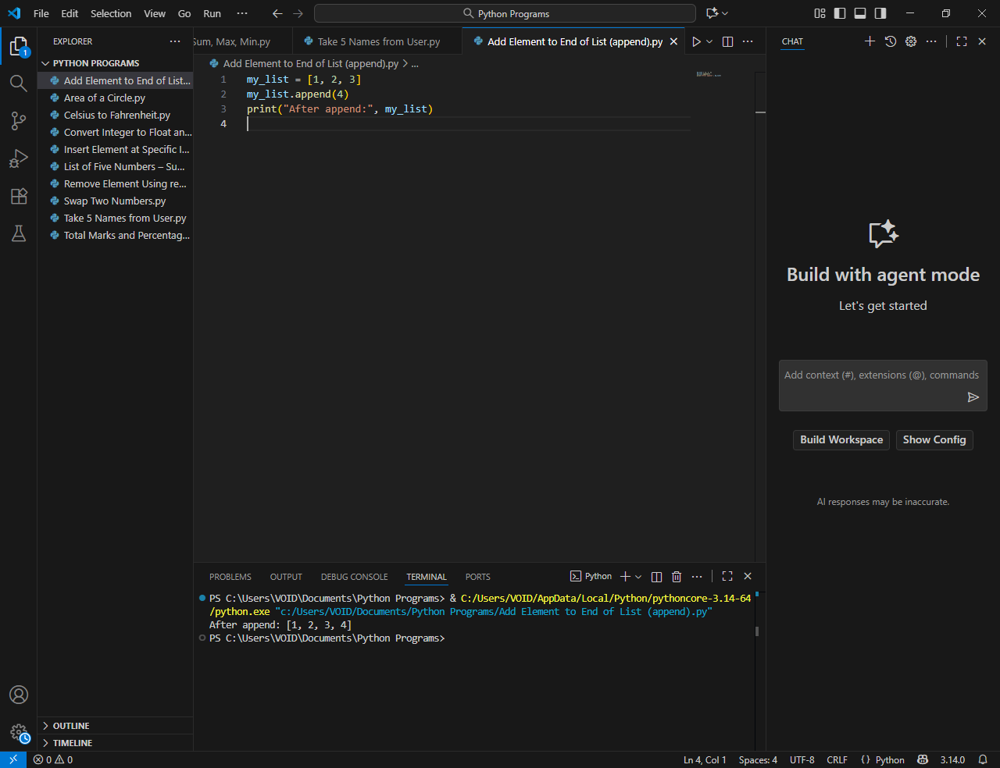 File Edit Selection View Go Run ···
Python Programs
EXPLORER ···
PYTHON PROGRAMS
Add Element to End of List...
Area of a Circle.py
Celsius to Fahrenheit.py
Convert Integer to Float an...
Insert Element at Specific I...
List of Five Numbers – Su...
Remove Element Using re...
Swap Two Numbers.py
Take 5 Names from User.py
Total Marks and Percentag...
OUTLINE
TIMELINE
1
Sum, Max, Min.py Take 5 Names from User.py Add Element to End of List (append).py
Add Element to End of List (append).py > ...
1 my_list = [1, 2, 3]
2 my_list.append(4)
3 print("After append:", my_list)
4
PROBLEMS OUTPUT DEBUG CONSOLE TERMINAL PORTS Python
PS C:\Users\VOID\Documents\Python Programs> & C:/Users/VOID/AppData/Local/Python/pythoncore-3.14-64
/python.exe "c:/Users/VOID/Documents/Python Programs/Add Element to End of List (append).py"
After append: [1, 2, 3, 4]
PS C:\Users\VOID\Documents\Python Programs>
CHAT
Build with agent mode
Let's get started
Add context (#), extensions (@), commands
Build Workspace Show Config
AI responses may be inaccurate.
0 0 Ln 4, Col 1 Spaces: 4 UTF-8 CRLF {} Python 3.14.0